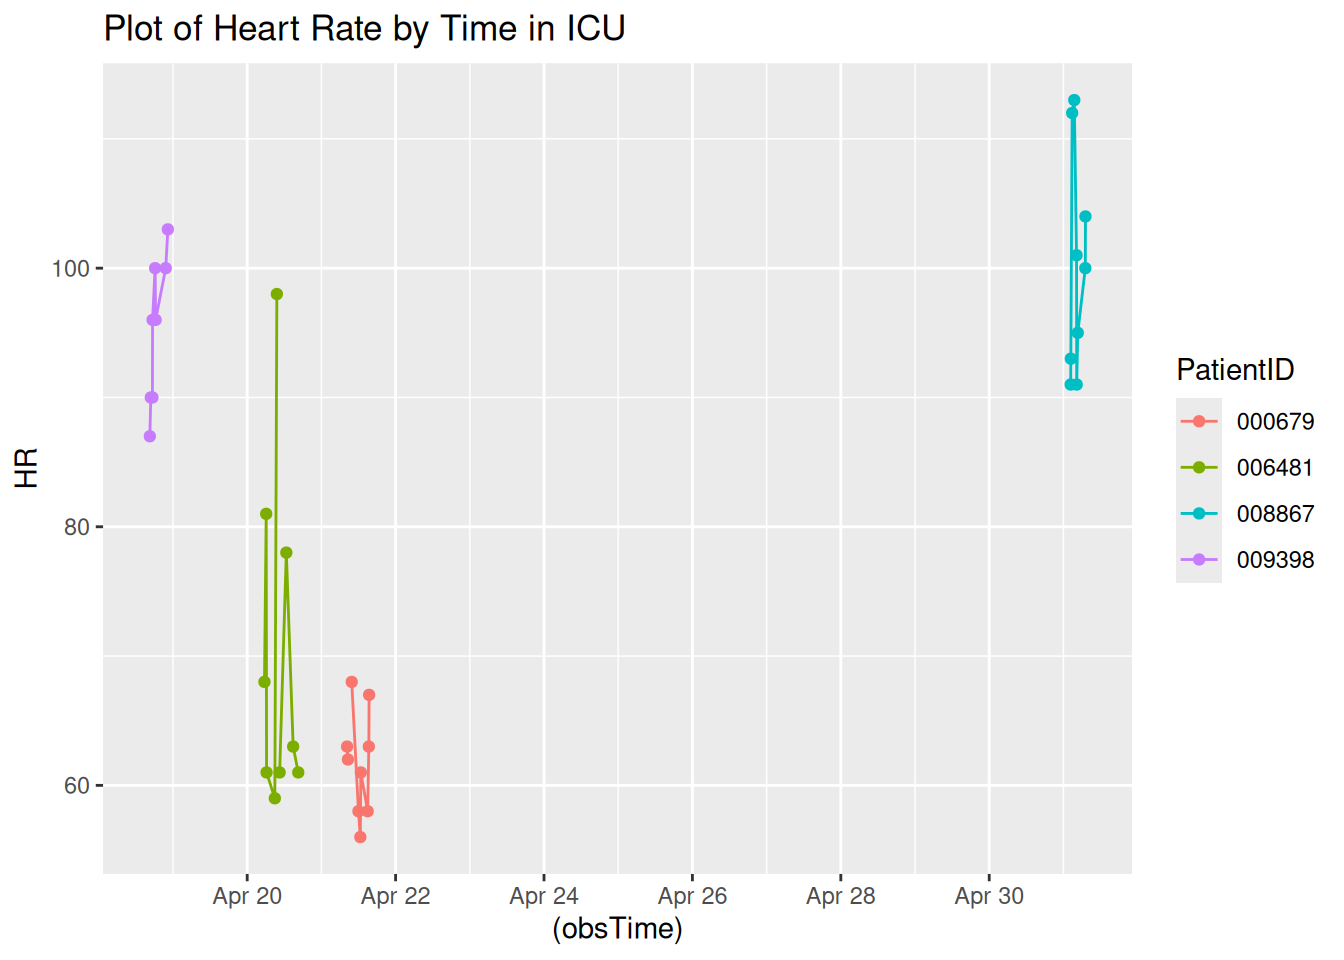 Plot of Heart Rate by Time in ICU
HR
100
80
60
Apr 20 Apr 22 Apr 24 Apr 26 Apr 28 Apr 30
(obsTime)
PatientID
000679
006481
008867
009398